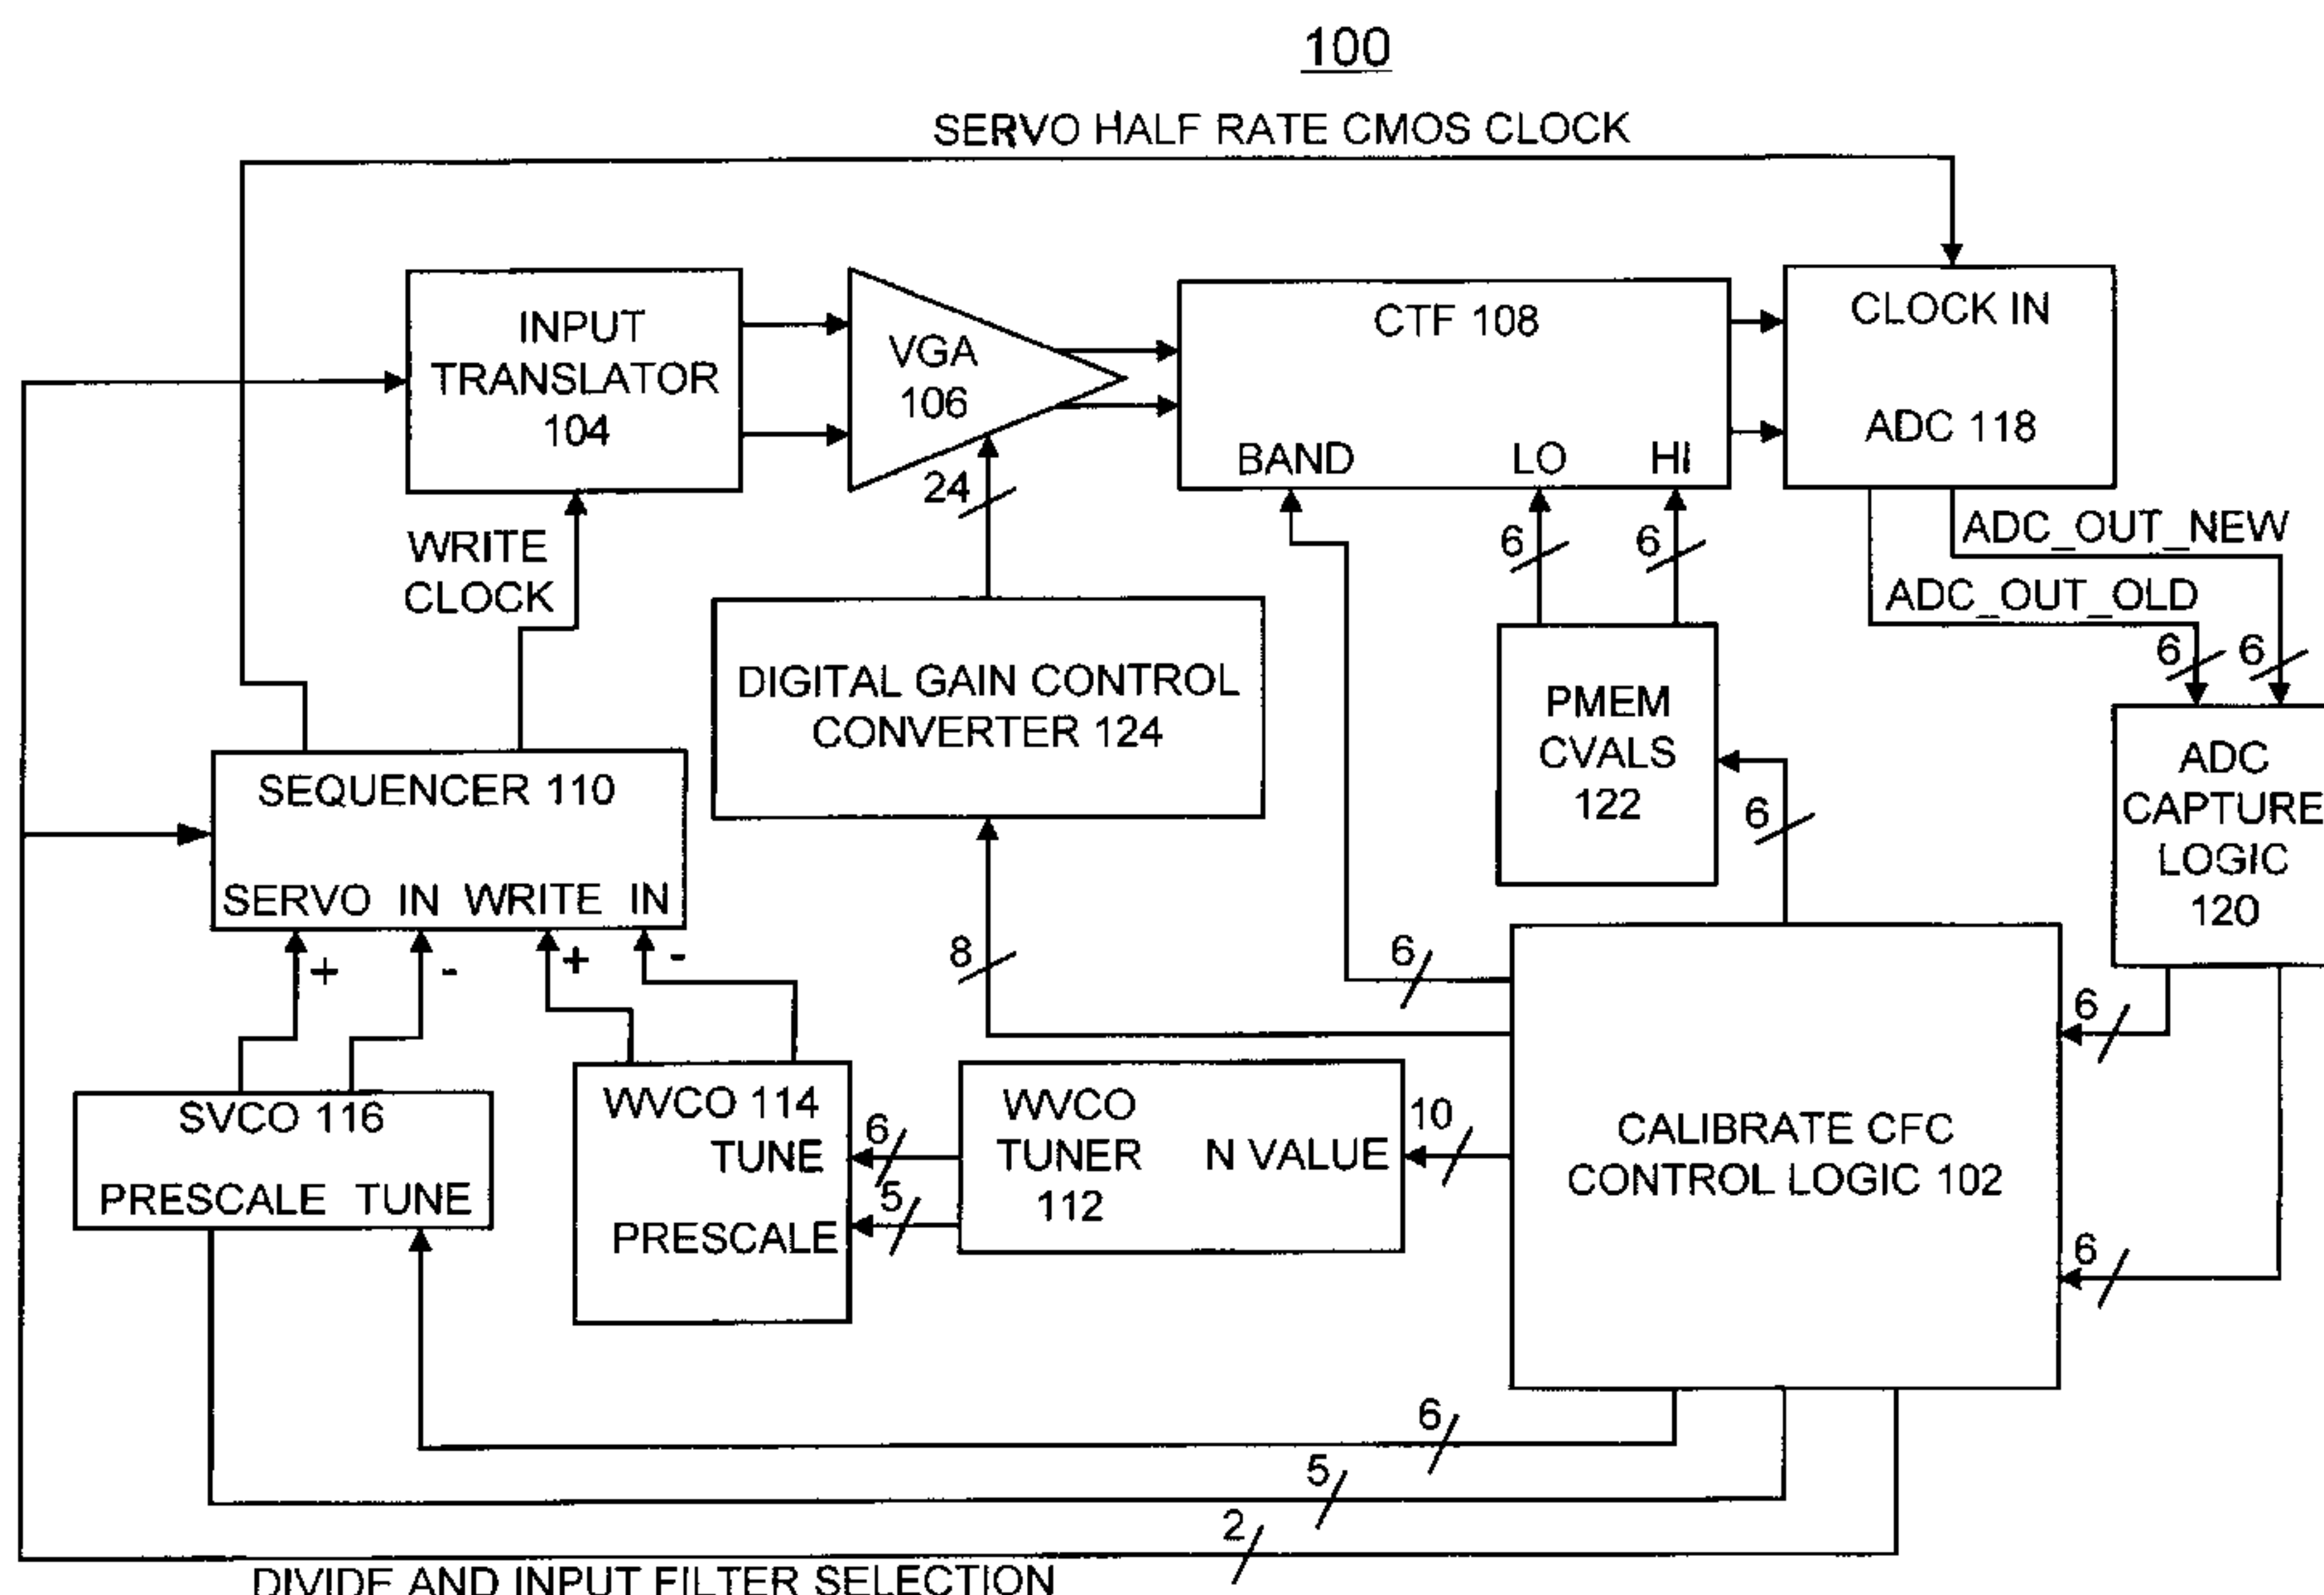 100
SERVO HALF RATE CMOS CLOCK
INPUT
TRANSLATOR
104
VGA
106
CTF 108
BAND
LO
HI
CLOCK IN
ADC 118
24
WRITE
CLOCK
6
6
ADC_OUT_NEW
ADC_OUT_OLD
6
6
DIGITAL GAIN CONTROL
CONVERTER 124
PMEM
CVALS
122
6
ADC
CAPTURE
LOGIC
120
SEQUENCER 110
SERVO IN WRITE IN
+
-
+
-
8
6
6
SVCO 116
PRESCALE TUNE
WVCO 114
TUNE
PRESCALE
6
5
WVCO
TUNER
112
N VALUE
10
CALIBRATE CFC
CONTROL LOGIC 102
6
6
5
2
DIVIDE AND INPUT FILTER SELECTION